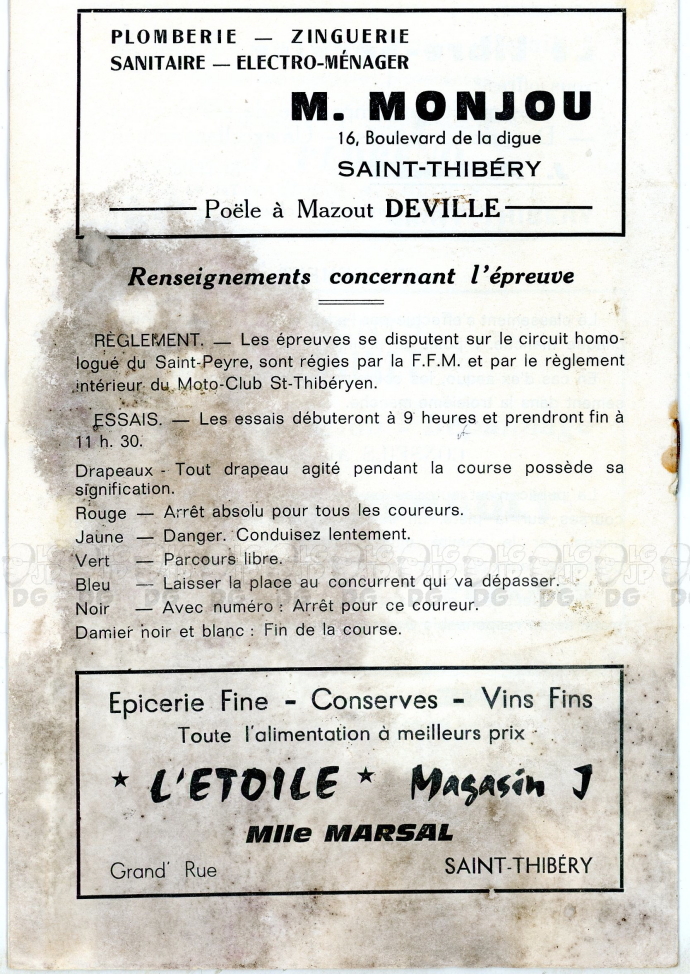 PLOMBERIE — ZINGUERIE
SANITAIRE — ELECTRO-MÉNAGER
M. MONJOU
16, Boulevard de la digue
SAINT-THIBÉRY
Poële à Mazout DEVILLE
Renseignements concernant l'épreuve
RÈGLEMENT. — Les épreuves se disputent sur le circuit homo-
logué du Saint-Peyre, sont régies par la F.F.M. et par le règlement
intérieur du Moto-Club St-Thibéryen.
ESSAIS. — Les essais débuteront à 9 heures et prendront fin à
11 h. 30.
Drapeaux - Tout drapeau agité pendant la course possède sa
signification.
Rouge — Arrêt absolu pour tous les coureurs.
Jaune — Danger. Conduisez lentement.
Vert — Parcours libre.
Bleu — Laisser la place au concurrent qui va dépasser.
Noir — Avec numéro : Arrêt pour ce coureur.
Damier noir et blanc : Fin de la course.
Epicerie Fine - Conserves - Vins Fins
Toute l'alimentation à meilleurs prix
★ L'ETOILE ★ Magasin J
Mlle MARSAL
Grand' Rue SAINT-THIBÉRY
LG JP DG